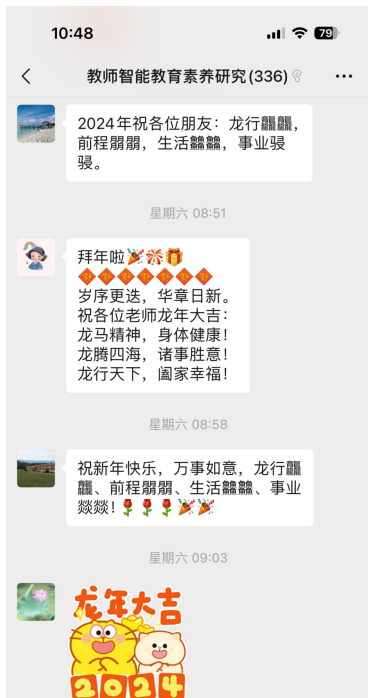 10:48
79
教师智能教育素养研究(336)
2024年祝各位朋友：龙行龘龘，
前程朤朤，生活䲜䲜，事业骎
骎。
星期六 08:51
拜年啦
岁序更迭，华章日新。
祝各位老师龙年大吉：
龙马精神，身体健康！
龙腾四海，诸事胜意！
龙行天下，阖家幸福！
星期六 08:58
祝新年快乐，万事如意，龙行龘
龘、前程朤朤、生活䲜䲜、事业
燚燚！
星期六 09:03
龙年大吉
2024